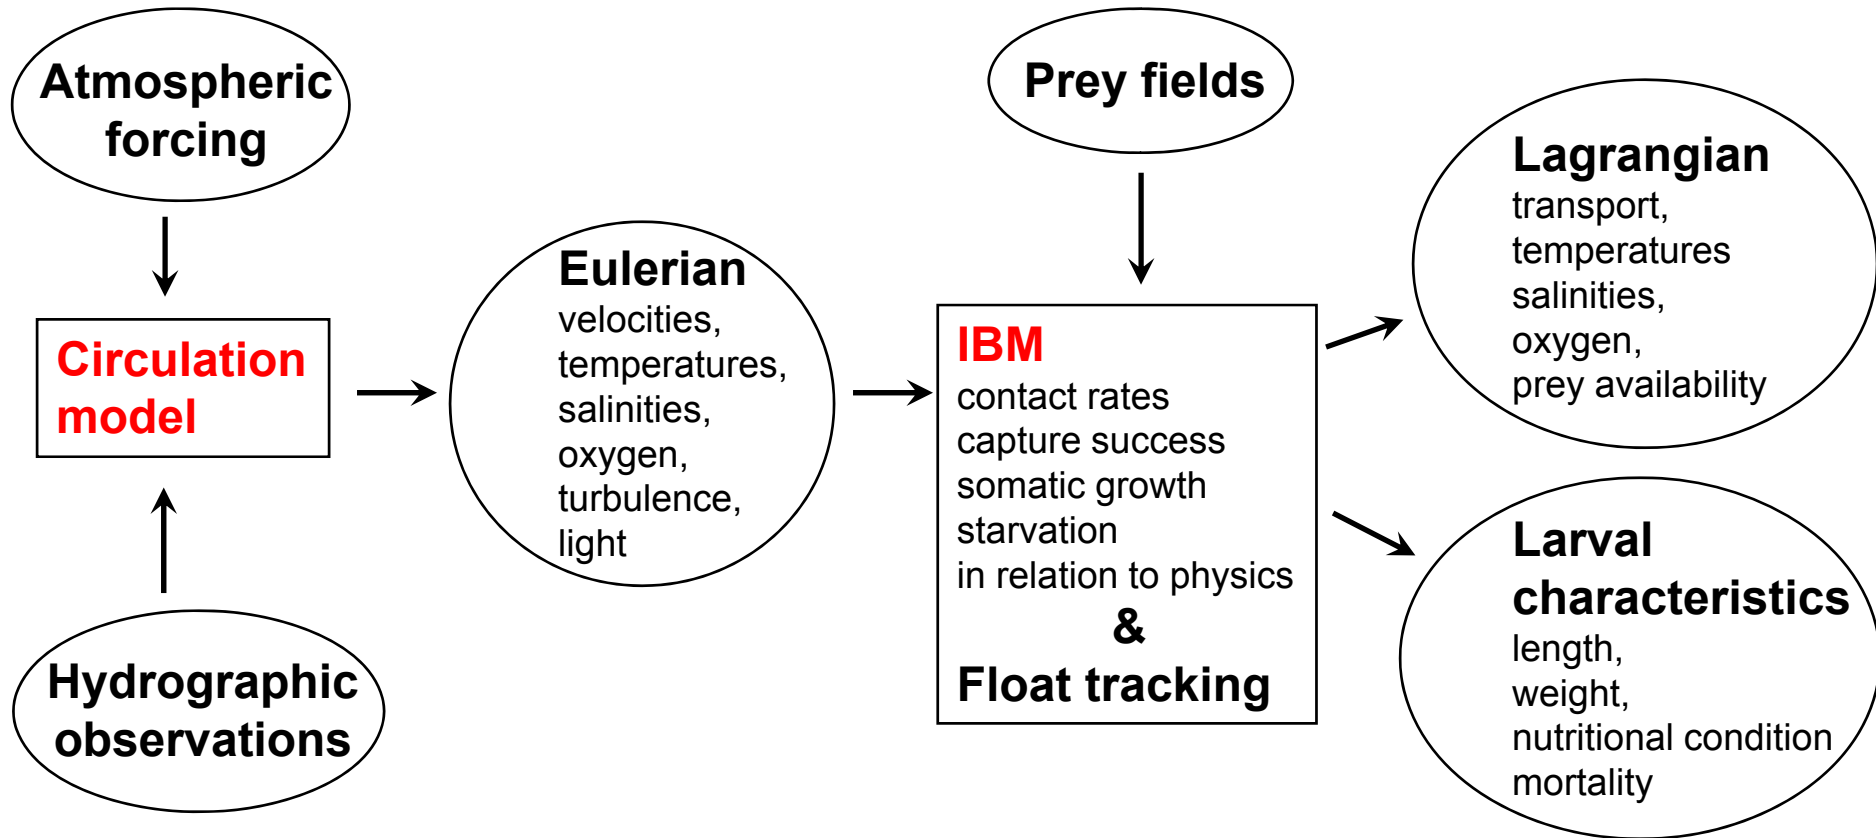 Atmospheric
forcing
Circulation
model
Hydrographic
observations
Eulerian
velocities,
temperatures,
salinities,
oxygen,
turbulence,
light
Prey fields
IBM
contact rates
capture success
somatic growth
starvation
in relation to physics
&
Float tracking
Lagrangian
transport,
temperatures
salinities,
oxygen,
prey availability
Larval
characteristics
length,
weight,
nutritional condition
mortality